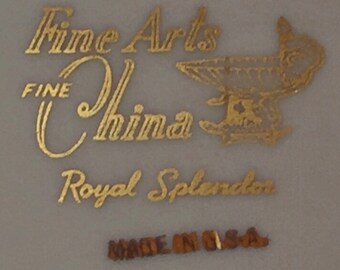 Fine Arts
FINE China
Royal Splendor
MADE IN U.S.A.